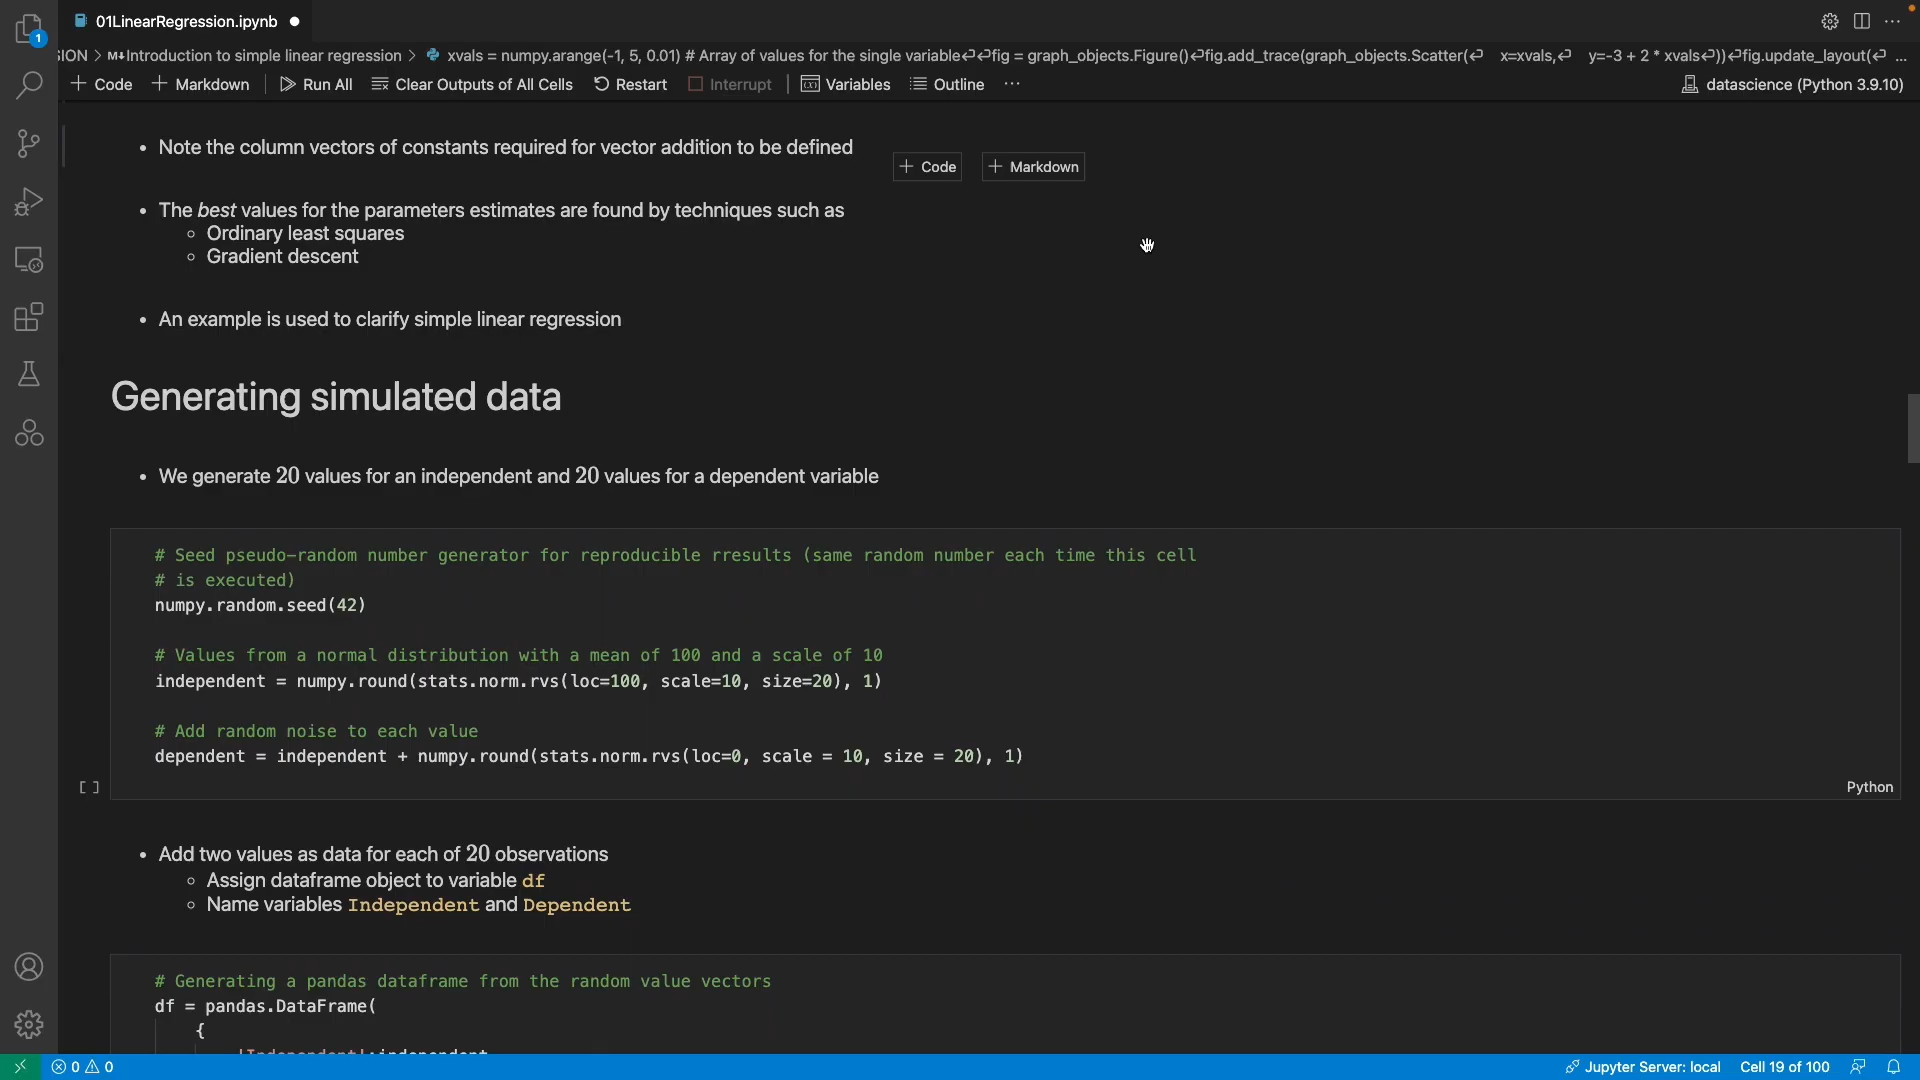 01LinearRegression.ipynb
1
SION > M↓Introduction to simple linear regression > xvals = numpy.arange(-1, 5, 0.01) # Array of values for the single variable↵↵fig = graph_objects.Figure()↵fig.add_trace(graph_objects.Scatter(↵ x=xvals,↵ y=-3 + 2 * xvals↵))↵fig.update_layout(↵ ...
+ Code + Markdown Run All Clear Outputs of All Cells Restart Interrupt Variables Outline ... datascience (Python 3.9.10)
• Note the column vectors of constants required for vector addition to be defined
+ Code + Markdown
• The best values for the parameters estimates are found by techniques such as
◦ Ordinary least squares
◦ Gradient descent
• An example is used to clarify simple linear regression
Generating simulated data
• We generate 20 values for an independent and 20 values for a dependent variable
# Seed pseudo-random number generator for reproducible rresults (same random number each time this cell
# is executed)
numpy.random.seed(42)
# Values from a normal distribution with a mean of 100 and a scale of 10
independent = numpy.round(stats.norm.rvs(loc=100, scale=10, size=20), 1)
# Add random noise to each value
dependent = independent + numpy.round(stats.norm.rvs(loc=0, scale = 10, size = 20), 1)
[ ]
Python
• Add two values as data for each of 20 observations
◦ Assign dataframe object to variable df
◦ Name variables Independent and Dependent
# Generating a pandas dataframe from the random value vectors
df = pandas.DataFrame(
{
'Independent':independent
0 0 Jupyter Server: local Cell 19 of 100